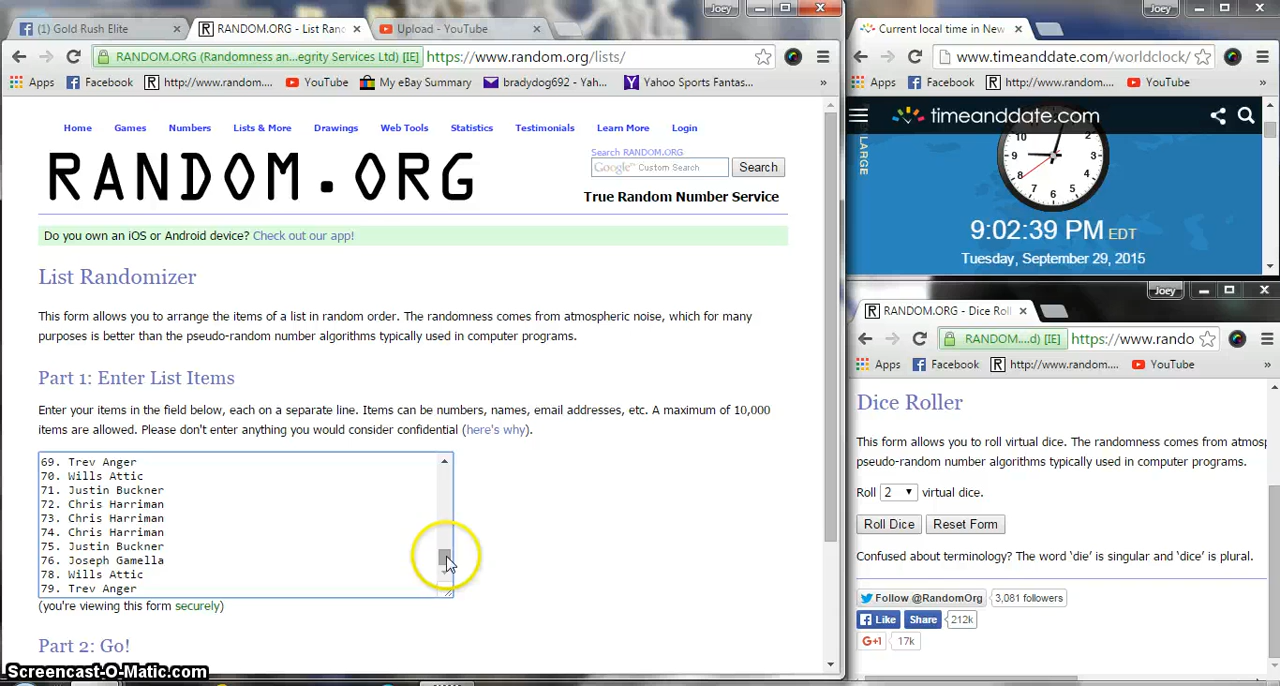 Joey
(1) Gold Rush Elite
RANDOM.ORG - List Ran
Upload - YouTube
RANDOM.ORG (Randomness an...egrity Services Ltd) [IE]
https://www.random.org/lists/
Apps
Facebook
http://www.random....
YouTube
My eBay Summary
bradydog692 - Yah...
Yahoo Sports Fantas...
»
Home
Games
Numbers
Lists & More
Drawings
Web Tools
Statistics
Testimonials
Learn More
Login
RANDOM.ORG
Search RANDOM.ORG
Google™ Custom Search
Search
True Random Number Service
Do you own an iOS or Android device? Check out our app!
List Randomizer
This form allows you to arrange the items of a list in random order. The randomness comes from atmospheric noise, which for many
purposes is better than the pseudo-random number algorithms typically used in computer programs.
Part 1: Enter List Items
Enter your items in the field below, each on a separate line. Items can be numbers, names, email addresses, etc. A maximum of 10,000
items are allowed. Please don't enter anything you would consider confidential (here's why).
69. Trev Anger
70. Wills Attic
71. Justin Buckner
72. Chris Harriman
73. Chris Harriman
74. Chris Harriman
75. Justin Buckner
76. Joseph Gamella
78. Wills Attic
79. Trev Anger
(you're viewing this form securely)
Part 2: Go!
Screencast-O-Matic.com
Joey
Current local time in New
www.timeanddate.com/worldclock/
Apps
Facebook
http://www.random....
YouTube
»
LARGE
timeanddate.com
10
9
3
8
4
7
6
5
9:02:39 PM EDT
Tuesday, September 29, 2015
Joey
RANDOM.ORG - Dice Roll
RANDOM....d) [IE]
https://www.rando
Apps
Facebook
http://www.random....
YouTube
»
Dice Roller
This form allows you to roll virtual dice. The randomness comes from atmosp
pseudo-random number algorithms typically used in computer programs.
Roll 2 virtual dice.
Roll Dice
Reset Form
Confused about terminology? The word 'die' is singular and 'dice' is plural.
Follow @RandomOrg
3,081 followers
Like
Share
212k
G+1
17k